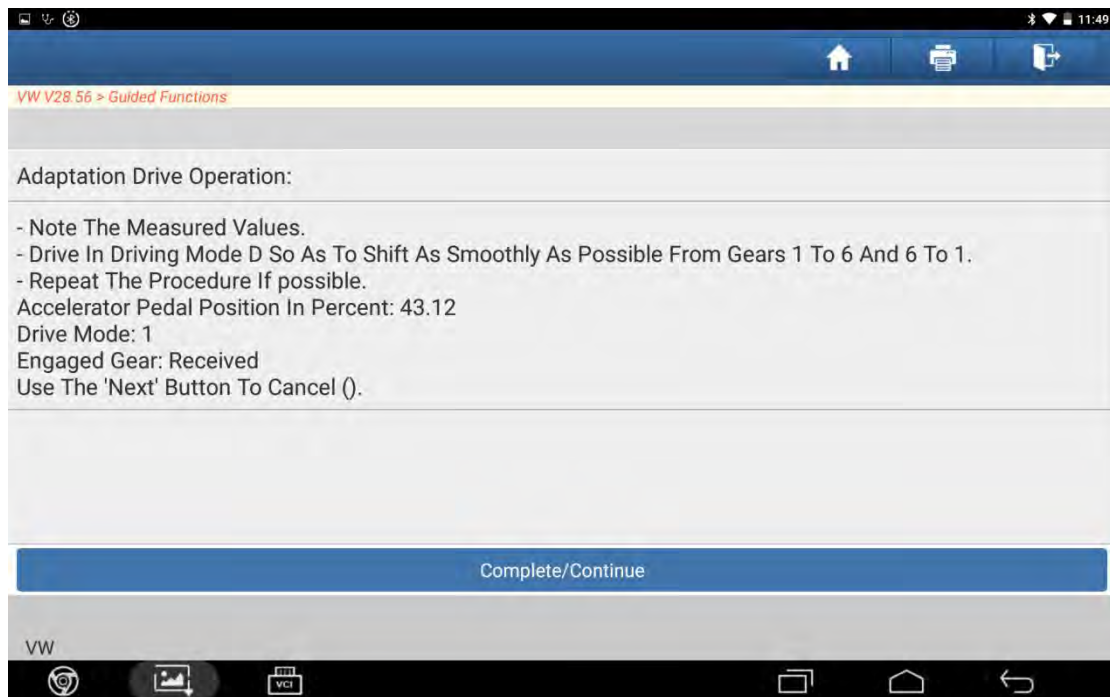 11:49
VW V28.56 > Guided Functions
Adaptation Drive Operation:
- Note The Measured Values.
- Drive In Driving Mode D So As To Shift As Smoothly As Possible From Gears 1 To 6 And 6 To 1.
- Repeat The Procedure If possible.
Accelerator Pedal Position In Percent: 43.12
Drive Mode: 1
Engaged Gear: Received
Use The 'Next' Button To Cancel ().
Complete/Continue
VW
VCI